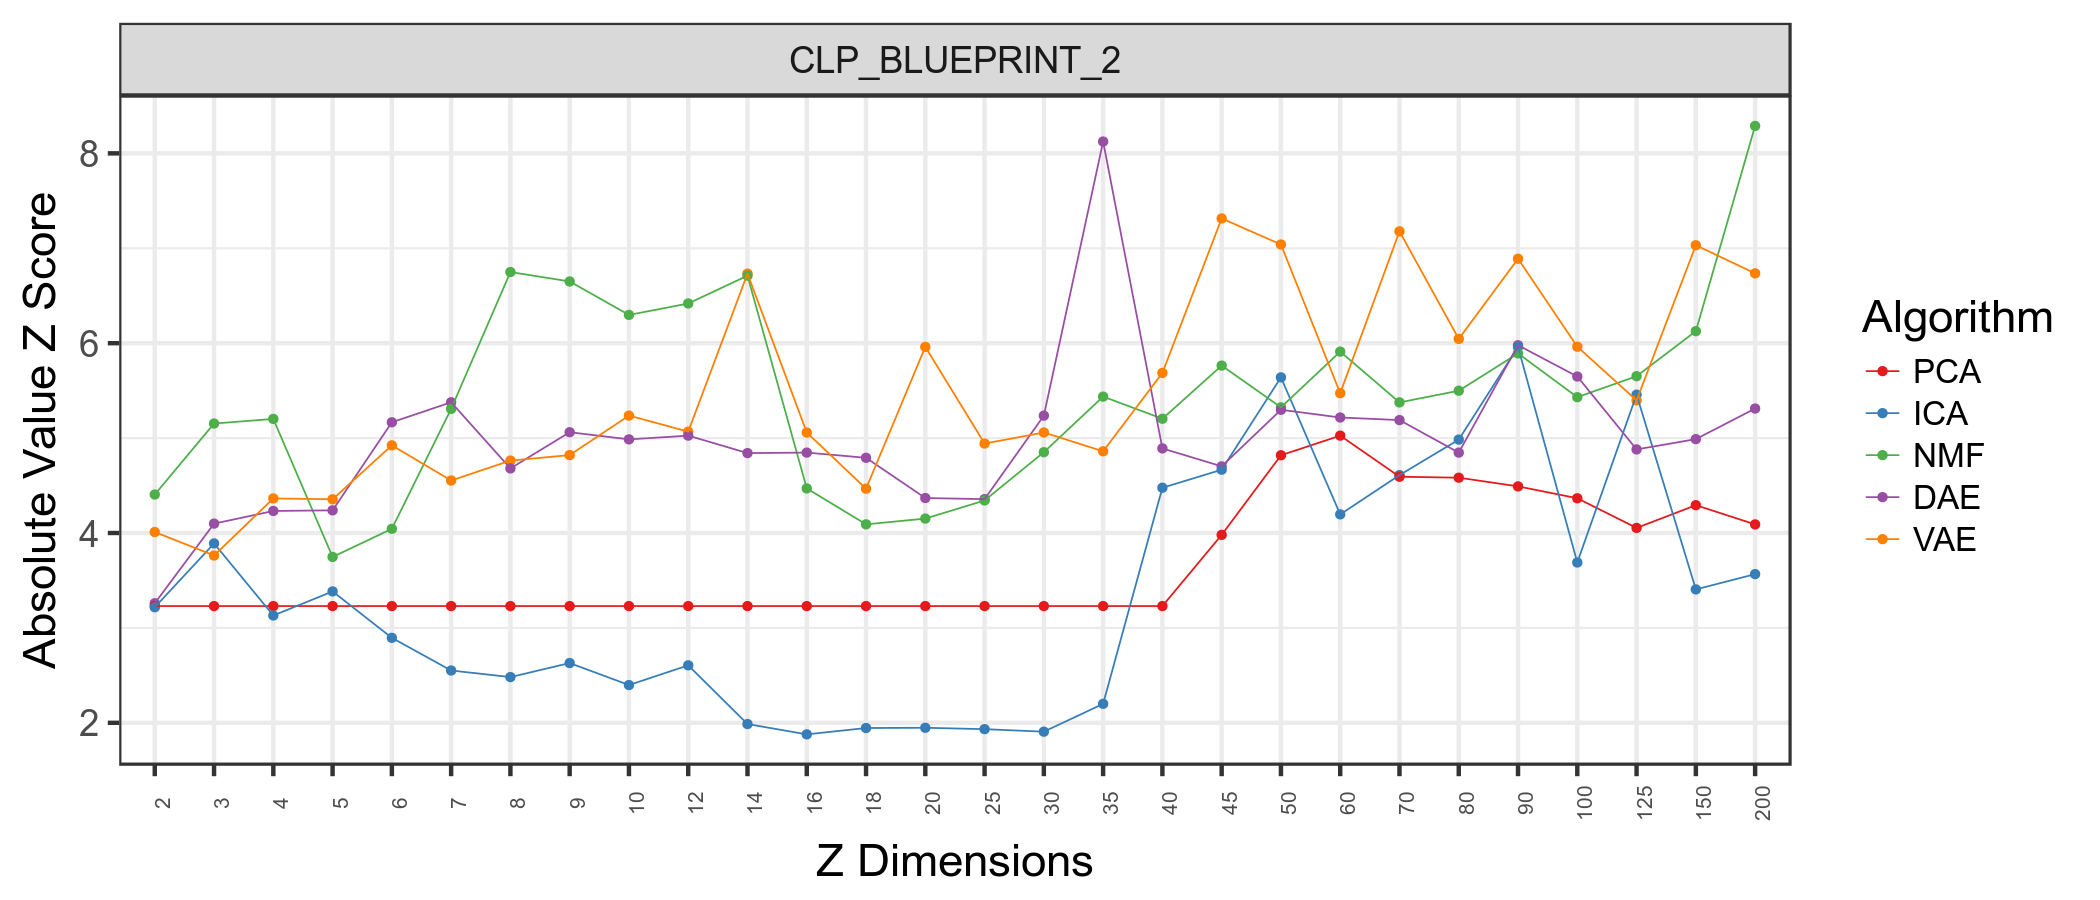 CLP_BLUEPRINT_2
Absolute Value Z Score
8
6
4
2
2 3 4 5 6 7 8 9 10 12 14 16 18 20 25 30 35 40 45 50 60 70 80 90 100 125 150 200
Z Dimensions
Algorithm
PCA
ICA
NMF
DAE
VAE